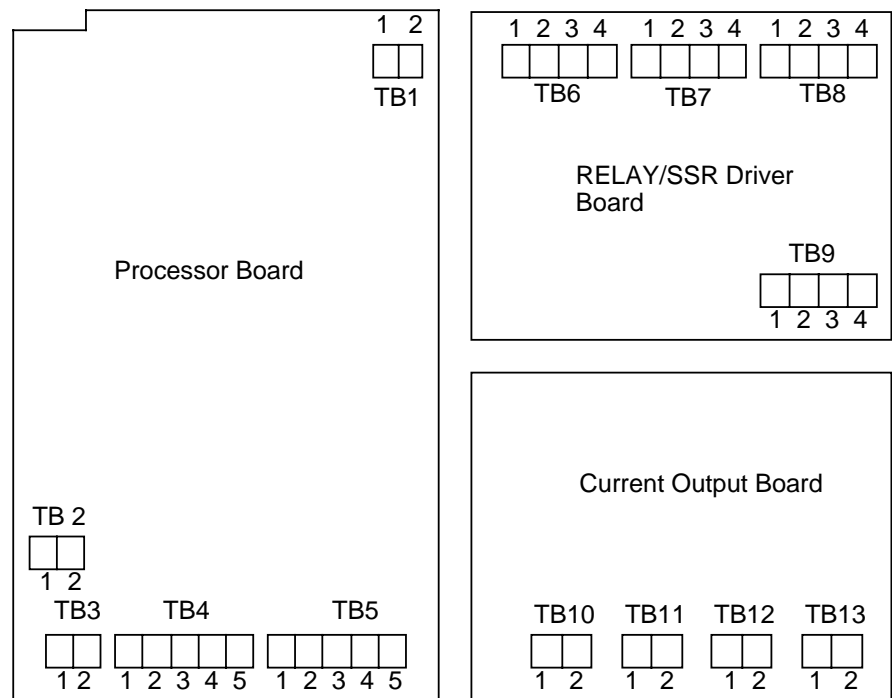 1 2
TB1
Processor Board
TB 2
1 2
TB3 TB4 TB5
1 2 1 2 3 4 5 1 2 3 4 5
1 2 3 4 1 2 3 4 1 2 3 4
TB6 TB7 TB8
RELAY/SSR Driver
Board
TB9
1 2 3 4
Current Output Board
TB10 TB11 TB12 TB13
1 2 1 2 1 2 1 2